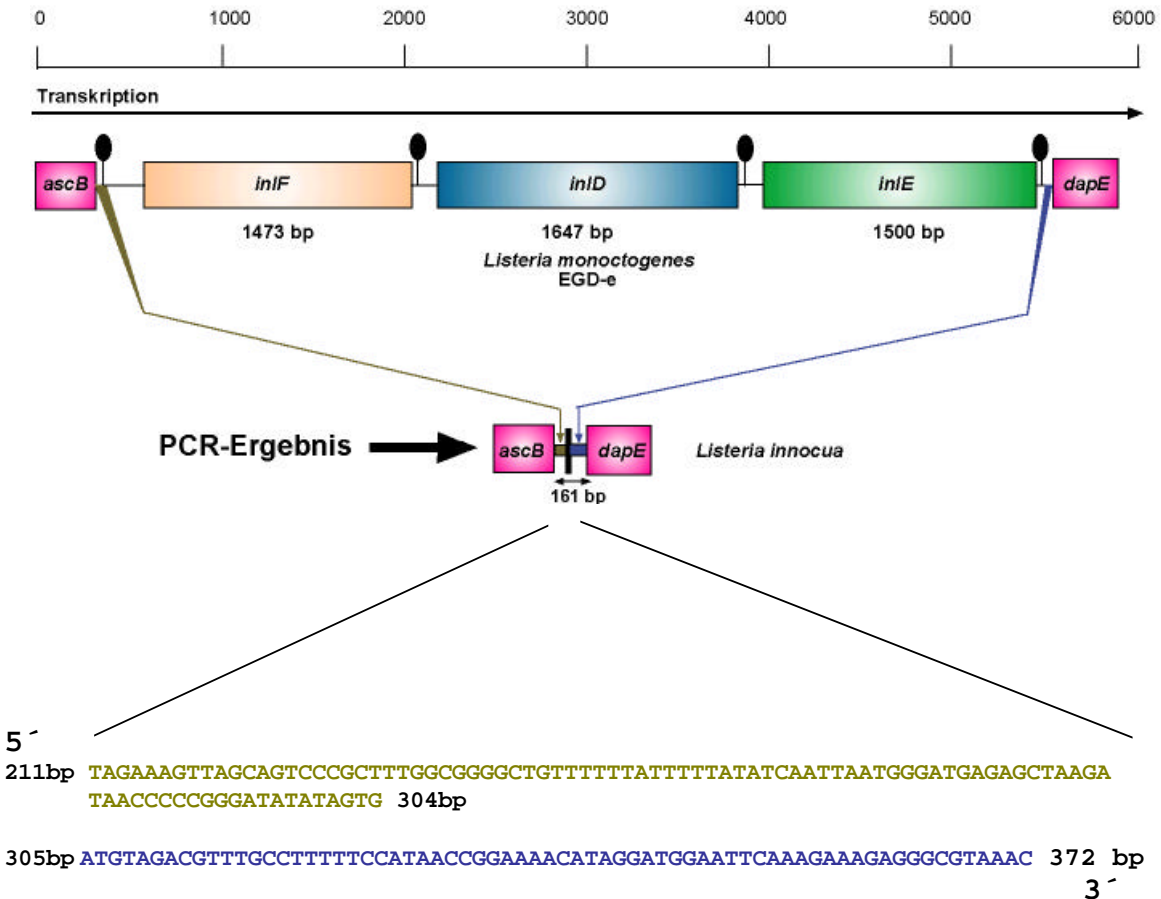 0 1000 2000 3000 4000 5000 6000
Transkription
ascB inlF inlD inlE dapE
1473 bp 1647 bp 1500 bp
Listeria monoctogenes
EGD-e
PCR-Ergebnis ascB dapE Listeria innocua
161 bp
5´
211bp TAGAAAGTTAGCAGTCCCGCTTTGGCGGGGCTGTTTTTTATTTTTATATCAATTAATGGGATGAGAGCTAAGA
TAACCCCCGGGATATATAGTG 304bp
305bp ATGTAGACGTTTGCCTTTTTCCATAACCGGAAAACATAGGATGGAATTCAAAGAAAGAGGGCGTAAAC 372 bp
3´